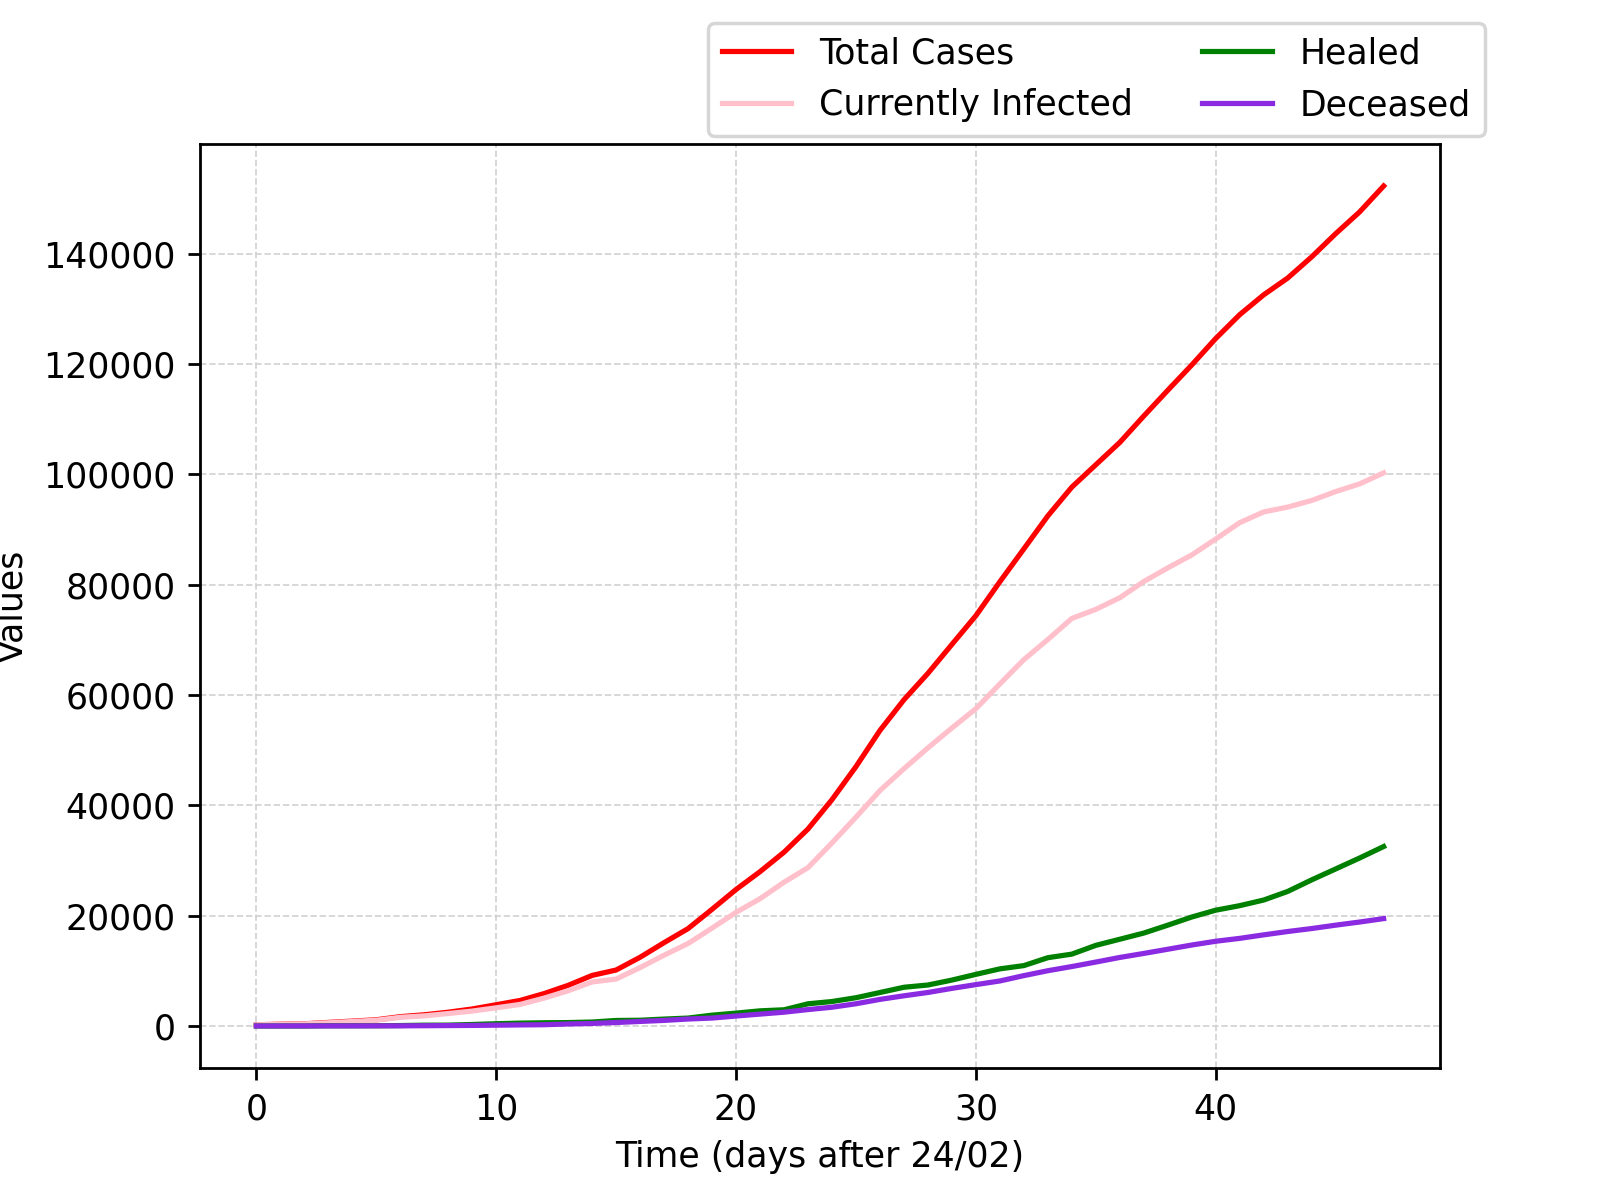 Total Cases
Currently Infected
Healed
Deceased
Values
140000
120000
100000
80000
60000
40000
20000
0
0 10 20 30 40
Time (days after 24/02)